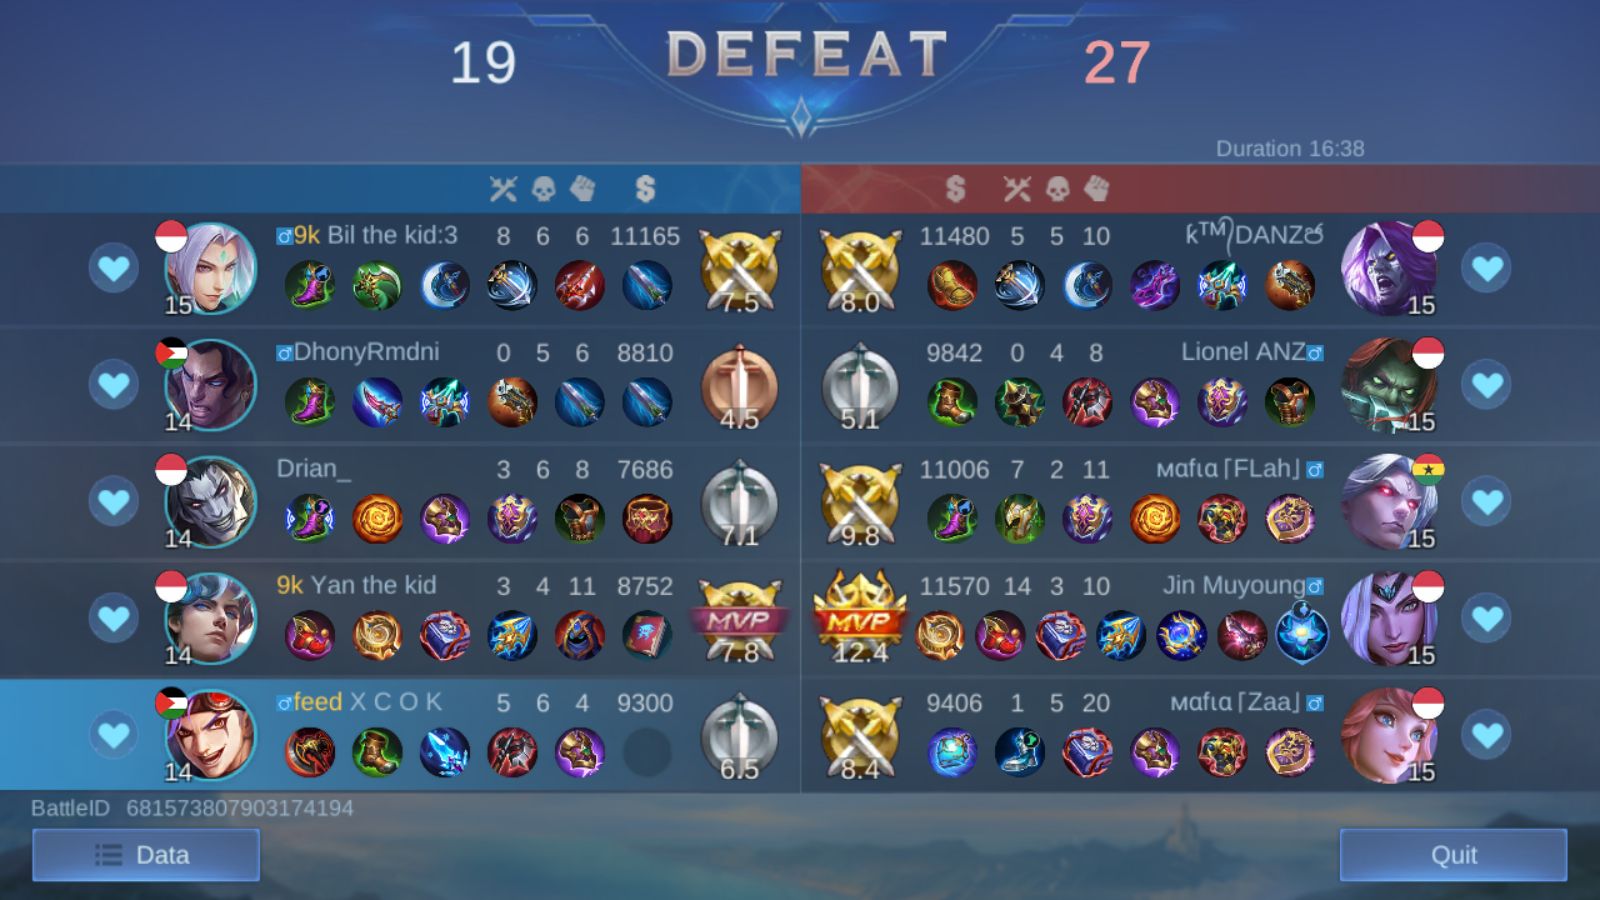 19 DEFEAT 27
Duration 16:38
9k Bil the kid:3 8 6 6 11165
15 7.5
DhonyRmdni 0 5 6 8810
14 4.5
Drian_ 3 6 8 7686
14 7.1
9k Yan the kid 3 4 11 8752
MVP
14 7.8
feed X C O K 5 6 4 9300
14 6.5
11480 5 5 10
8.0 15
9842 0 4 8 Lionel ANZ
5.1 15
11006 7 2 11 мαfια⌈FLah⌋
9.8 15
11570 14 3 10 Jin Muyoung
MVP
12.4 15
9406 1 5 20 мαfια⌈Zaa⌋
8.4 15
BattleID 681573807903174194
Data
Quit